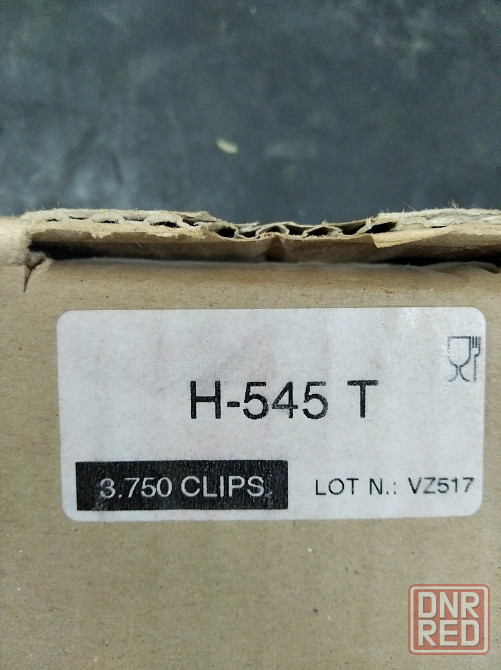 H-545 T
3.750 CLIPS.
LOT N.: VZ517
DNR
RED